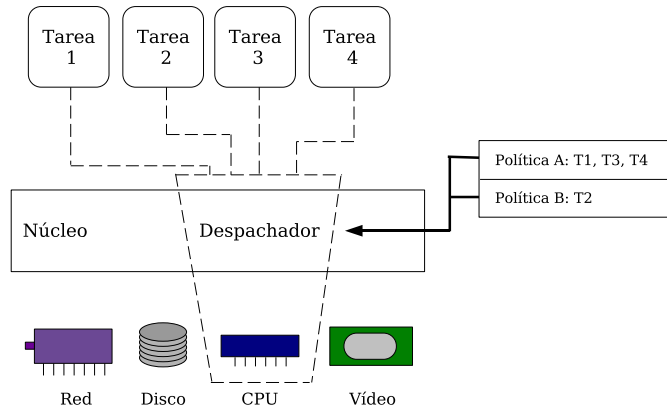 Tarea
1
Tarea
2
Tarea
3
Tarea
4
Política A: T1, T3, T4
Política B: T2
Núcleo
Despachador
Red
Disco
CPU
Vídeo